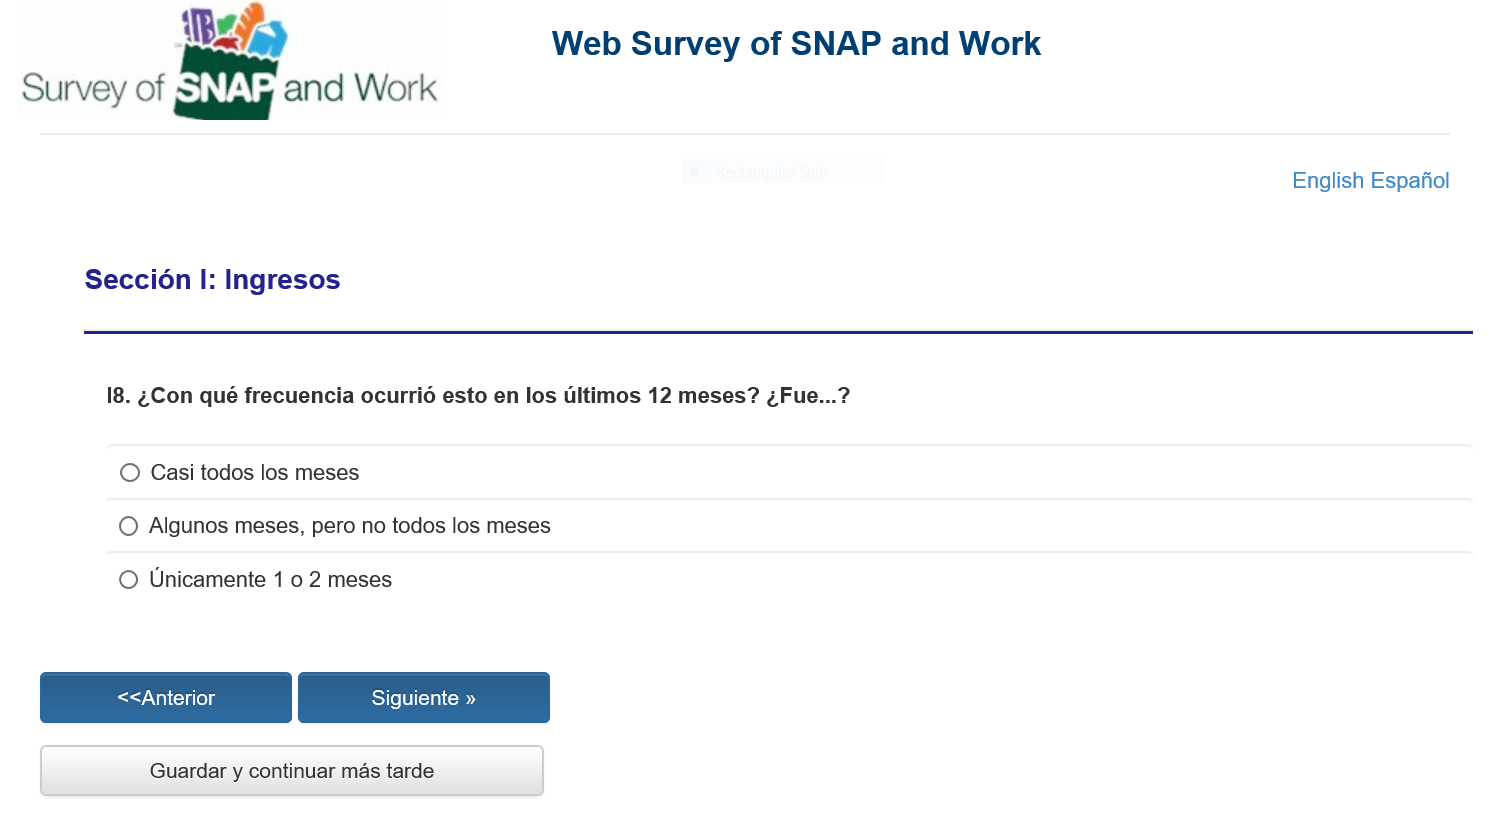 Survey of SNAP and Work
Web Survey of SNAP and Work
Rectangular Snip
English Español
Sección I: Ingresos
I8. ¿Con qué frecuencia ocurrió esto en los últimos 12 meses? ¿Fue...?
Casi todos los meses
Algunos meses, pero no todos los meses
Únicamente 1 o 2 meses
<<Anterior
Siguiente »
Guardar y continuar más tarde